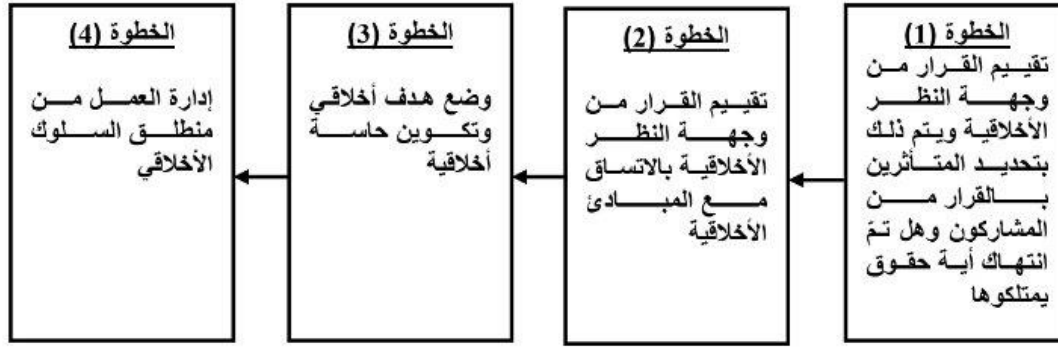 الخطوة (1)
تقييم القرار من
وجهة النظر
الأخلاقية ويتم ذلك
بتحديد المتأثرين
بالقرار من
المشاركون وهل تمّ
انتهاك أية حقوق
يمتلكوها
الخطوة (2)
تقييم القرار من
وجهة النظر
الأخلاقية بالاتساق
مع المبادئ
الأخلاقية
الخطوة (3)
وضع هدف أخلاقي
وتكوين حاسة
أخلاقية
الخطوة (4)
إدارة العمل من
منطلق السلوك
الأخلاقي